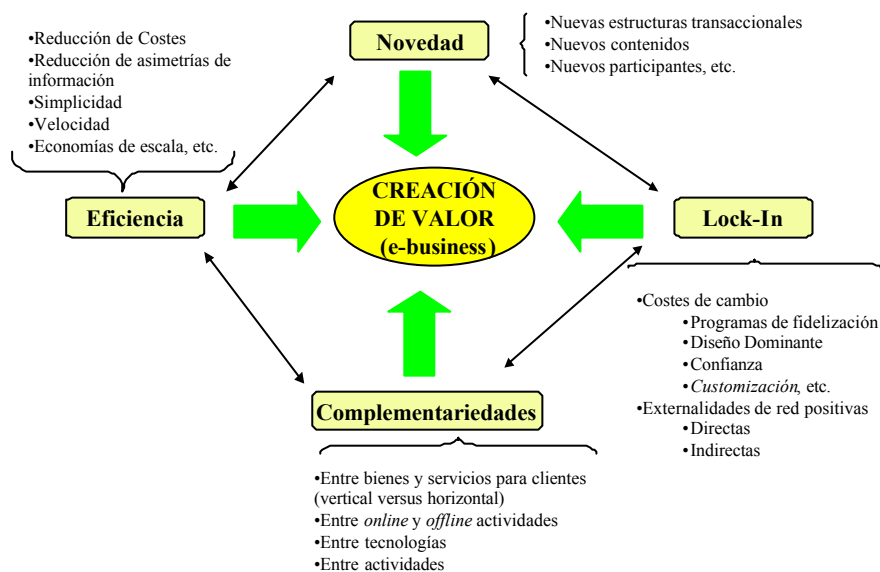 Novedad
•Nuevas estructuras transaccionales
•Nuevos contenidos
•Nuevos participantes, etc.
•Reducción de Costes
•Reducción de asimetrías de
información
•Simplicidad
•Velocidad
•Economías de escala, etc.
Eficiencia
CREACIÓN
DE VALOR
(e-business)
Lock-In
•Costes de cambio
•Programas de fidelización
•Diseño Dominante
•Confianza
•Customización, etc.
•Externalidades de red positivas
•Directas
•Indirectas
Complementariedades
•Entre bienes y servicios para clientes
(vertical versus horizontal)
•Entre online y offline actividades
•Entre tecnologías
•Entre actividades